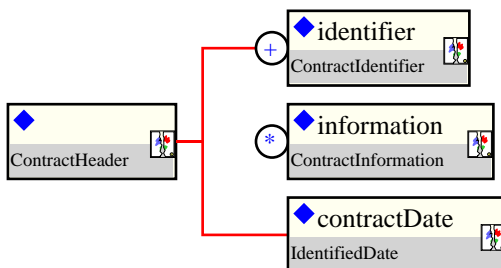 +
identifier
ContractIdentifier
ContractHeader
*
information
ContractInformation
contractDate
IdentifiedDate